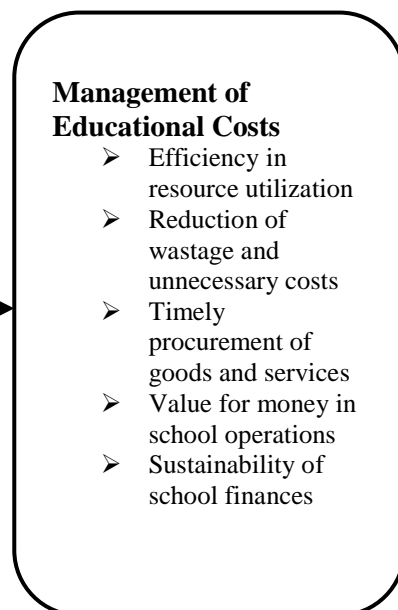 Management of
Educational Costs
➢ Efficiency in
resource utilization
➢ Reduction of
wastage and
unnecessary costs
➢ Timely
procurement of
goods and services
➢ Value for money in
school operations
➢ Sustainability of
school finances